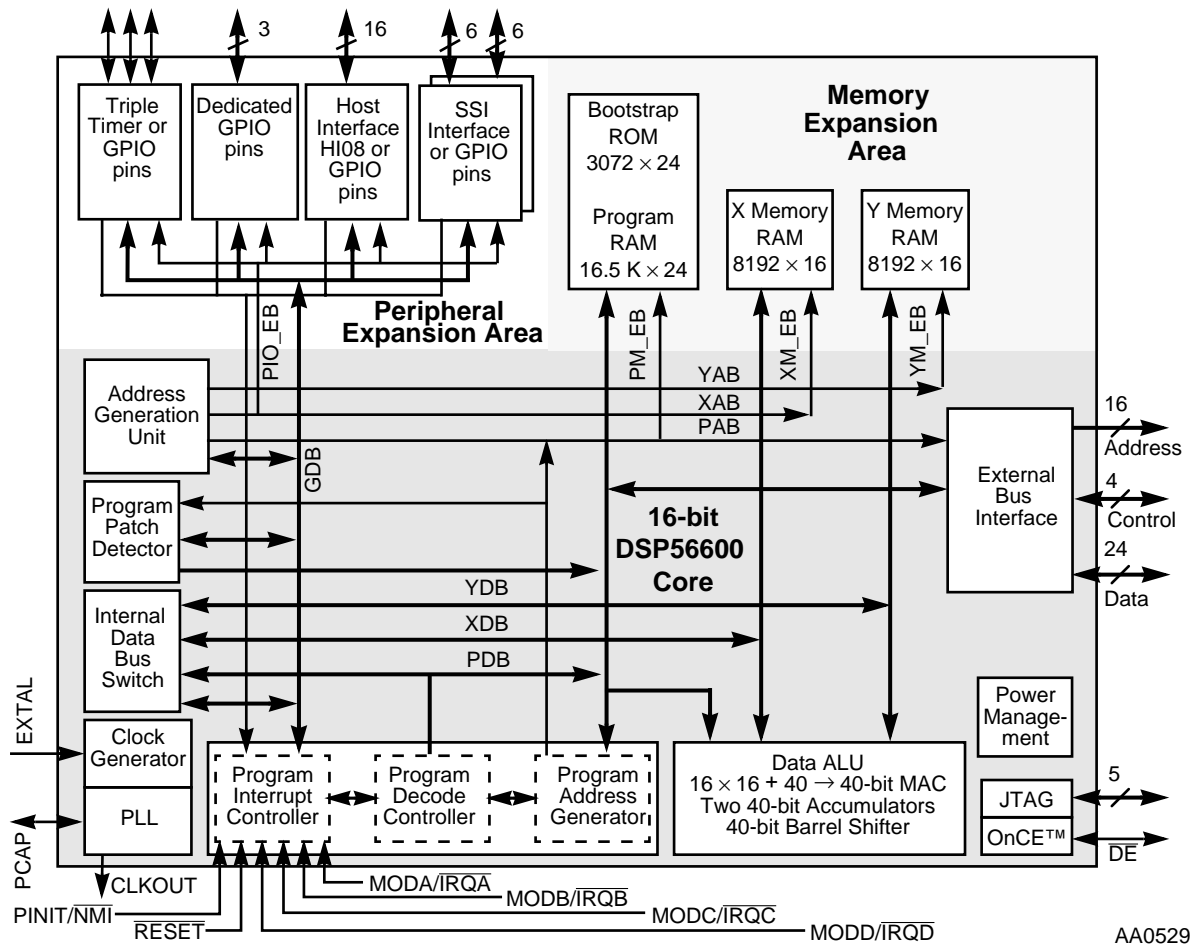 3
16
6
6
Triple
Timer or
GPIO
pins
Dedicated
GPIO
pins
Host
Interface
HI08 or
GPIO
pins
SSI
Interface
or GPIO
pins
Bootstrap
ROM
3072 × 24
Program
RAM
16.5 K × 24
Memory
Expansion
Area
X Memory
RAM
8192 × 16
Y Memory
RAM
8192 × 16
Peripheral
Expansion Area
PIO_EB
PM_EB
XM_EB
YM_EB
Address
Generation
Unit
YAB
XAB
PAB
GDB
External
Bus
Interface
16
Address
4
Control
24
Data
Program
Patch
Detector
16-bit
DSP56600
Core
Internal
Data
Bus
Switch
YDB
XDB
PDB
EXTAL
Clock
Generator
PLL
PCAP
CLKOUT
Program
Interrupt
Controller
Program
Decode
Controller
Program
Address
Generator
Data ALU
16 × 16 + 40 → 40-bit MAC
Two 40-bit Accumulators
40-bit Barrel Shifter
Power
Manage-
ment
JTAG
OnCE™
5
DE
MODA/IRQA
MODB/IRQB
MODC/IRQC
MODD/IRQD
PINIT/NMI
RESET
AA0529